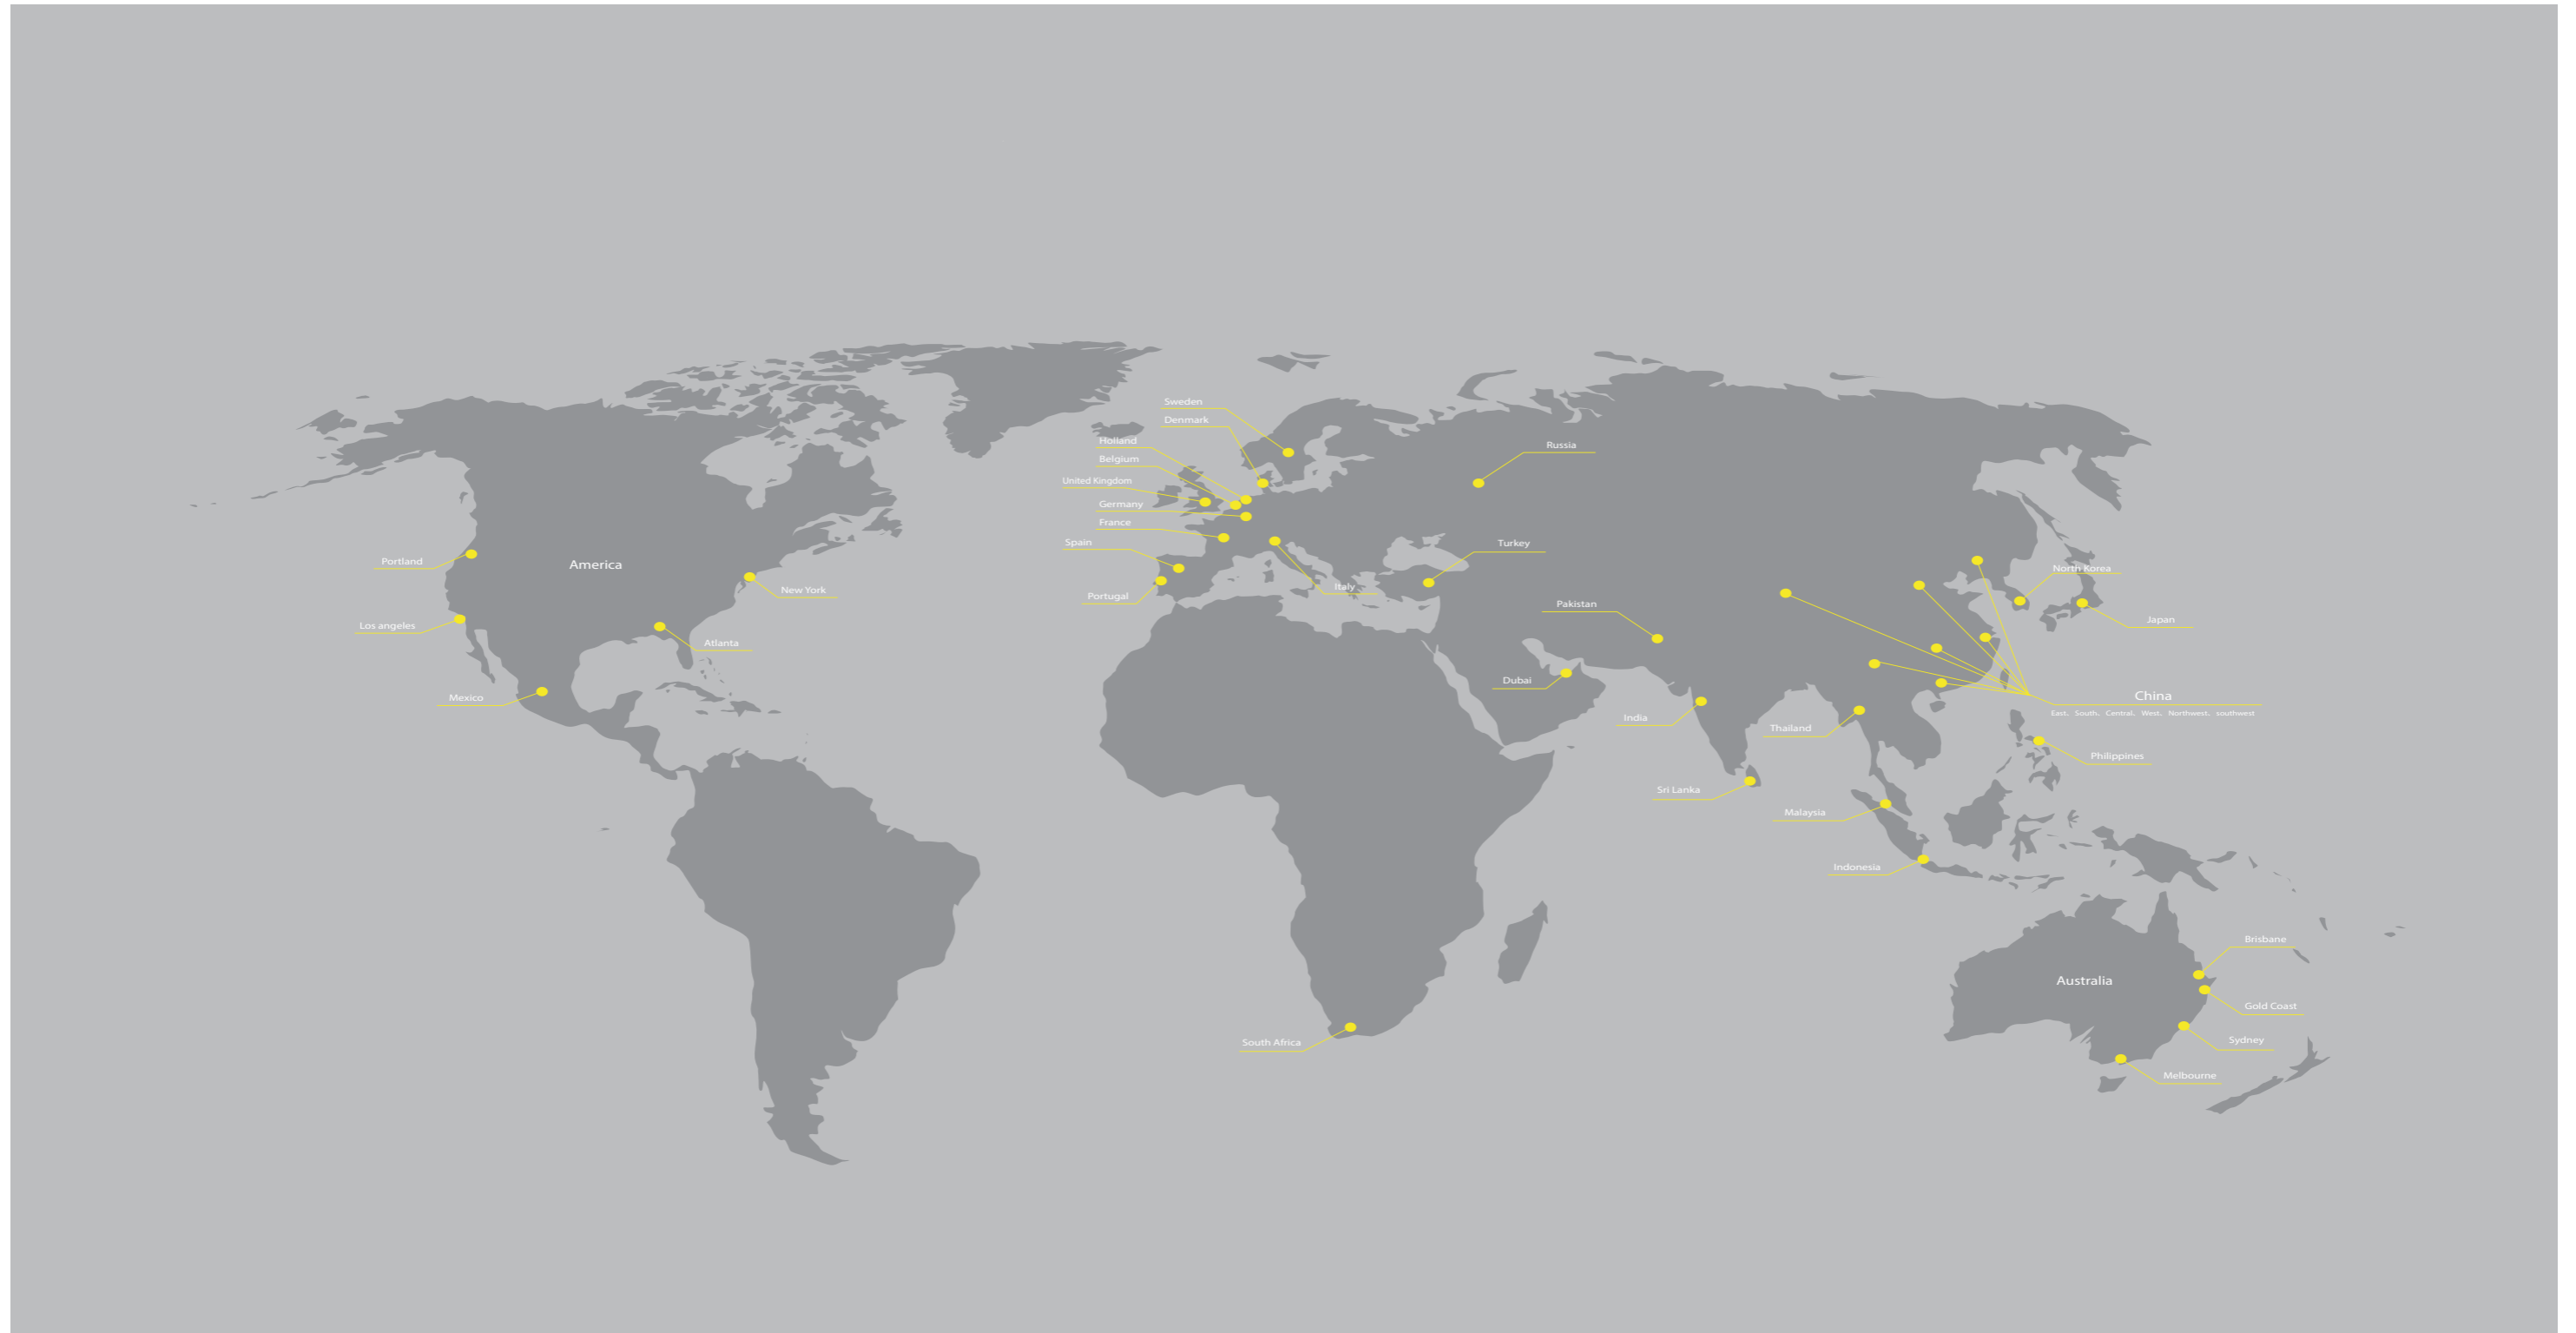 Sweden
Denmark
Holland
Belgium
United Kingdom
Germany
France
Spain
Portugal
Italy
Russia
Turkey
Pakistan
Dubai
India
Sri Lanka
Thailand
Malaysia
Indonesia
North Korea
Japan
China
East、South、Central、West、Northwest、southwest
Philippines
Portland
America
New York
Los angeles
Atlanta
Mexico
South Africa
Australia
Brisbane
Gold Coast
Sydney
Melbourne